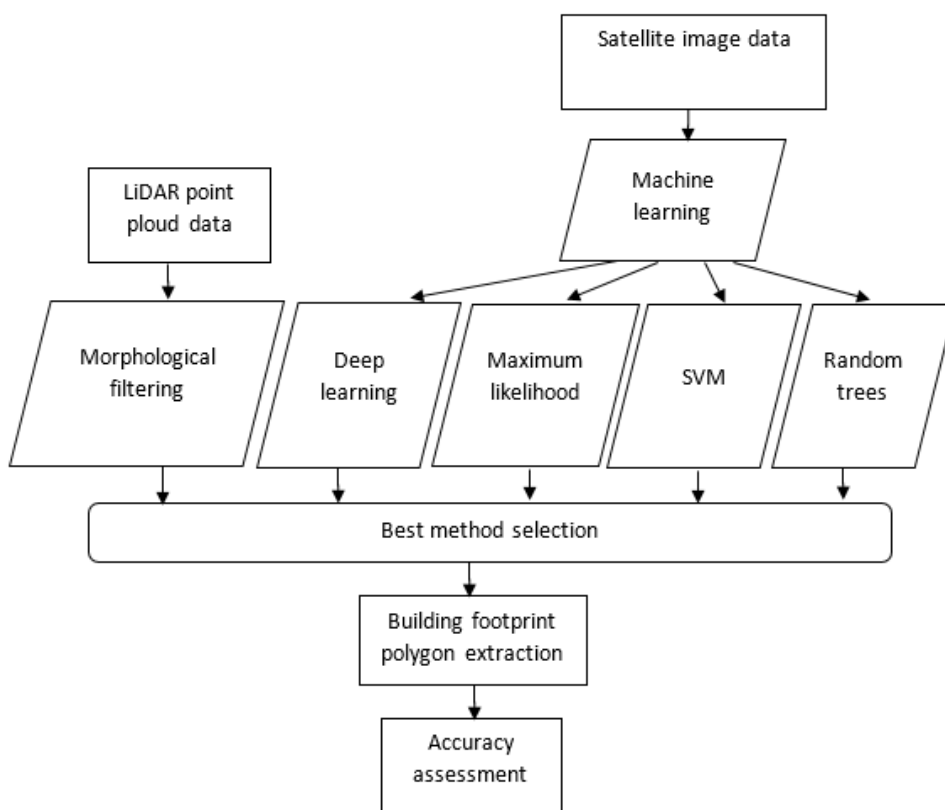 Satellite image data
Machine
learning
LiDAR point
ploud data
Morphological
filtering
Deep
learning
Maximum
likelihood
SVM
Random
trees
Best method selection
Building footprint
polygon extraction
Accuracy
assessment